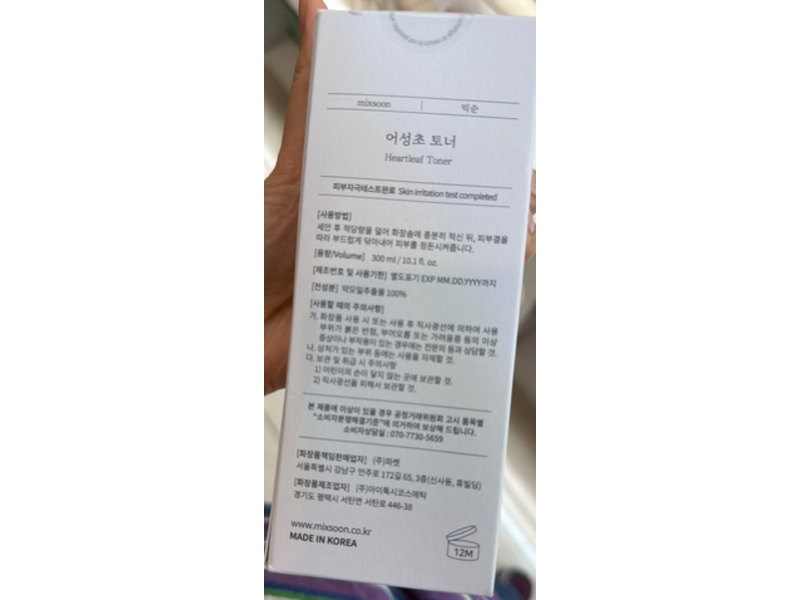 mixsoon | 믹순
어성초 토너
Heartleaf Toner
피부자극테스트완료 Skin irritation test completed
[사용방법]
세안 후 적당량을 덜어 화장솜에 충분히 적신 뒤, 피부결을
따라 부드럽게 닦아내어 피부를 정돈시켜줍니다.
[용량/Volume] 300 ml / 10.1 fl. oz.
[제조번호 및 사용기한] 별도표기 EXP MM.DD.YYYY까지
[전성분] 약모밀추출물 100%
[사용할 때의 주의사항]
가. 화장품 사용 시 또는 사용 후 직사광선에 의하여 사용
부위가 붉은 반점, 부어오름 또는 가려움증 등의 이상
증상이나 부작용이 있는 경우에는 전문의 등과 상담할 것.
나. 상처가 있는 부위 등에는 사용을 자제할 것.
다. 보관 및 취급 시 주의사항
1) 어린이의 손이 닿지 않는 곳에 보관할 것.
2) 직사광선을 피해서 보관할 것.
본 제품에 이상이 있을 경우 공정거래위원회 고시 품목별
"소비자분쟁해결기준"에 의거하여 보상해 드립니다.
소비자상담실 : 070-7730-5659
[화장품책임판매업자] (주)파켓
서울특별시 강남구 언주로 172길 65, 3층(신사동, 휴빌딩)
[화장품제조업자] (주)아이톡시코스메틱
경기도 평택시 서탄면 서탄로 446-38
www.mixsoon.co.kr
MADE IN KOREA
12M